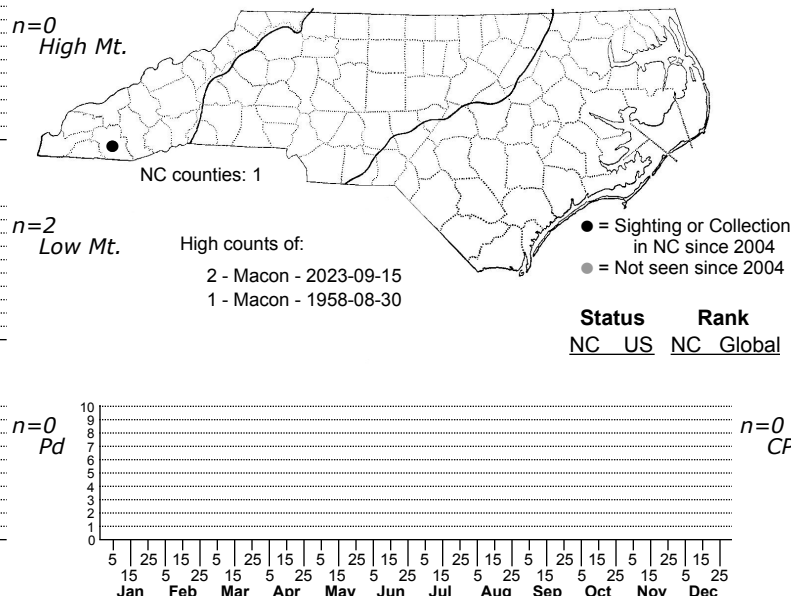 n=0
High Mt.
NC counties: 1
n=2
Low Mt.
High counts of:
2 - Macon - 2023-09-15
1 - Macon - 1958-08-30
● = Sighting or Collection
in NC since 2004
● = Not seen since 2004
Status Rank
NC US NC Global
n=0
Pd
10
9
8
7
6
5
4
3
2
1
0
n=0
CP
5 25 15 5 25 15 5 25 15 5 25 15 5 25 15 5 25 15
15 5 25 15 5 25 15 5 25 15 5 25 15 5 25 15 5 25
Jan Feb Mar Apr May Jun Jul Aug Sep Oct Nov Dec